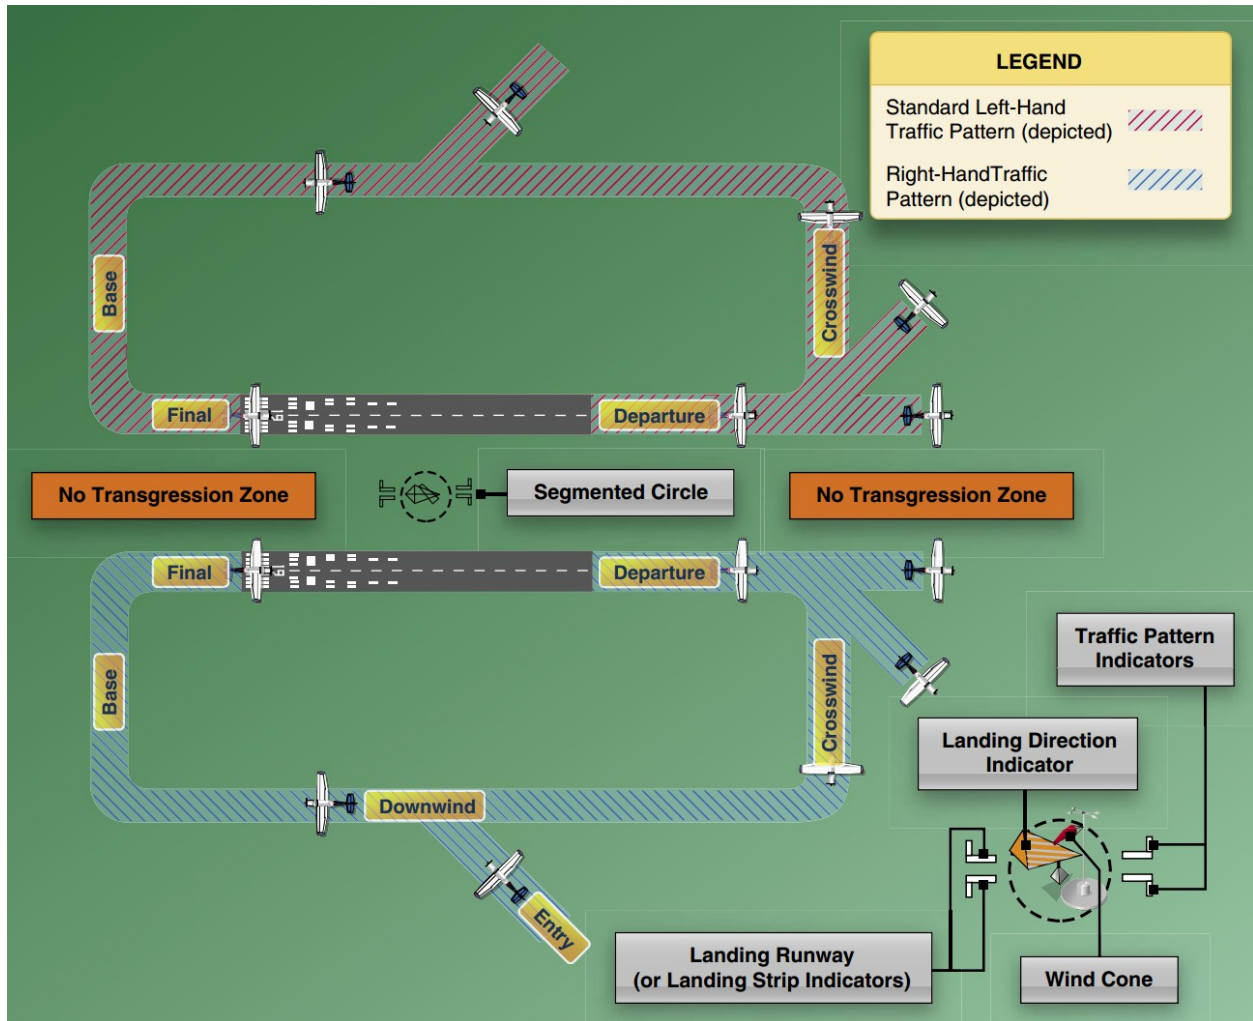 LEGEND
Standard Left-Hand
Traffic Pattern (depicted)
Right-HandTraffic
Pattern (depicted)
Base
Crosswind
Final
19
Departure
No Transgression Zone
Segmented Circle
No Transgression Zone
Final
19
Departure
Base
Crosswind
Downwind
Entry
Traffic Pattern
Indicators
Landing Direction
Indicator
Landing Runway
(or Landing Strip Indicators)
Wind Cone